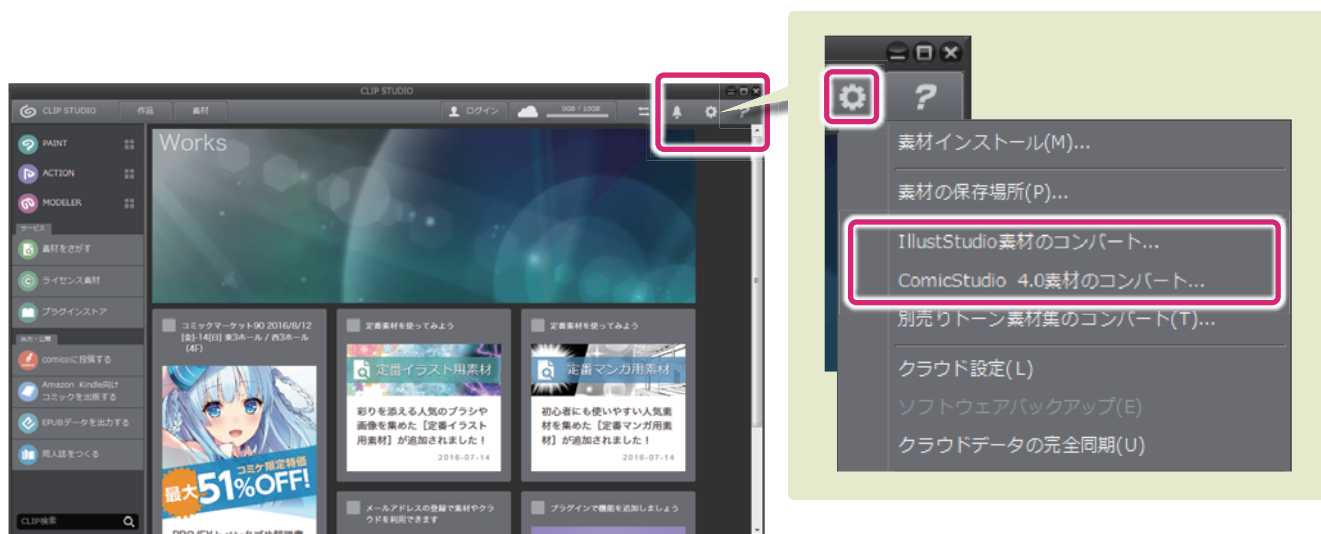 CLIP STUDIO
CLIP STUDIO
作品
素材
ログイン
0GB / 10GB
?
PAINT
ACTION
MODELER
サービス
素材をさがす
ライセンス素材
プラグインストア
出力・公開
comicoに投稿する
Amazon Kindle向け
コミックを出版する
EPUBデータを出力する
同人誌をつくる
CLIP検索
Works
コミックマーケット90 2016/8/12
[金]-14[日] 東3ホール / 西3ホール
(4F)
コミケ限定特価
最大51%OFF!
定番素材を使ってみよう
定番イラスト用素材
彩りを添える人気のブラシや
画像を集めた［定番イラスト
用素材］が追加されました！
2016-07-14
定番素材を使ってみよう
定番マンガ用素材
初心者にも使いやすい人気素
材を集めた［定番マンガ用素
材］が追加されました！
2016-07-14
メールアドレスの登録で素材やクラ
ウドを利用できます
プラグインで機能を追加しましょう
?
素材インストール(M)...
素材の保存場所(P)...
IllustStudio素材のコンバート...
ComicStudio 4.0素材のコンバート...
別売りトーン素材集のコンバート(T)...
クラウド設定(L)
ソフトウェアバックアップ(E)
クラウドデータの完全同期(U)